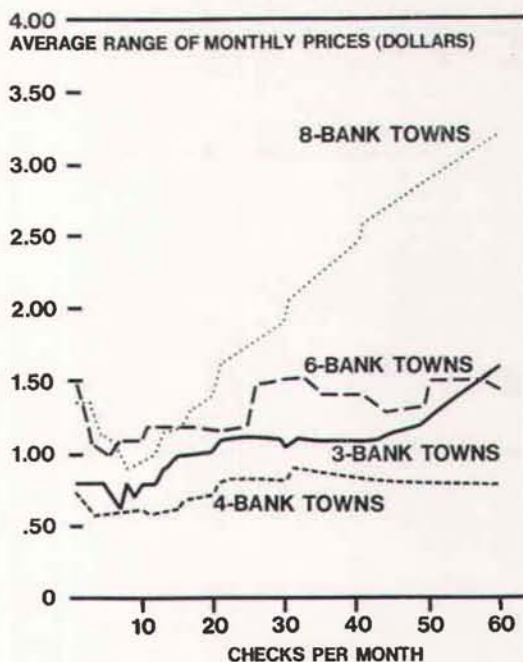 4.00
AVERAGE RANGE OF MONTHLY PRICES (DOLLARS)
3.50
8-BANK TOWNS
3.00
2.50
2.00
6-BANK TOWNS
1.50
1.00
3-BANK TOWNS
.50
4-BANK TOWNS
0
10 20 30 40 50 60
CHECKS PER MONTH